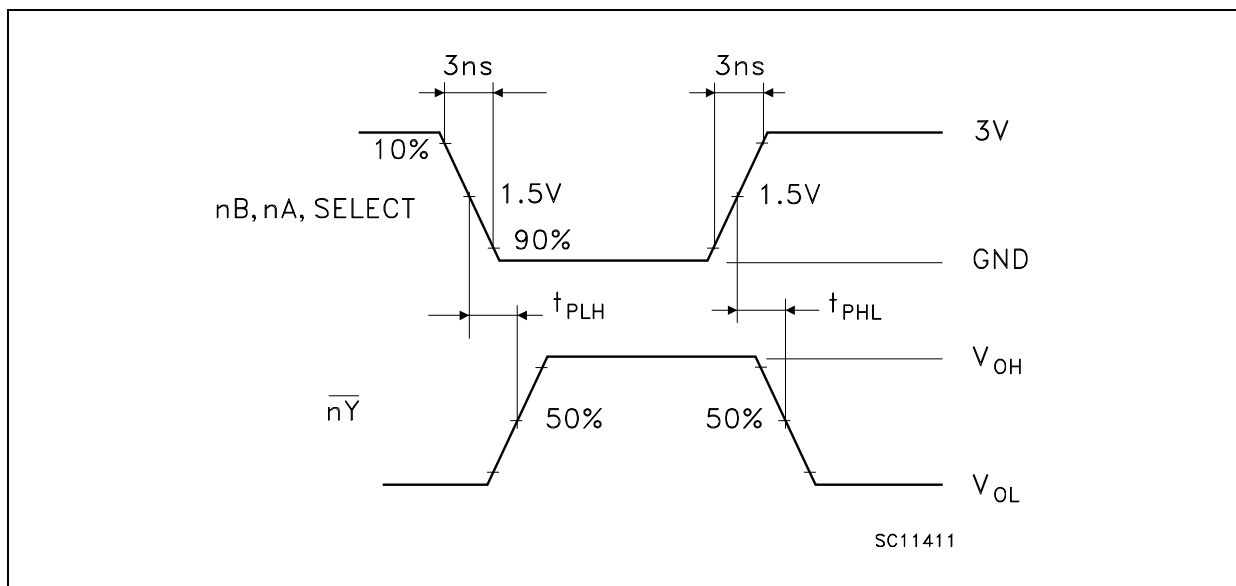 3ns 3ns
3V
10%
1.5V 1.5V
nB, nA, SELECT
90%
GND
tPLH tPHL
VOH
nY
50% 50%
VOL
SC11411